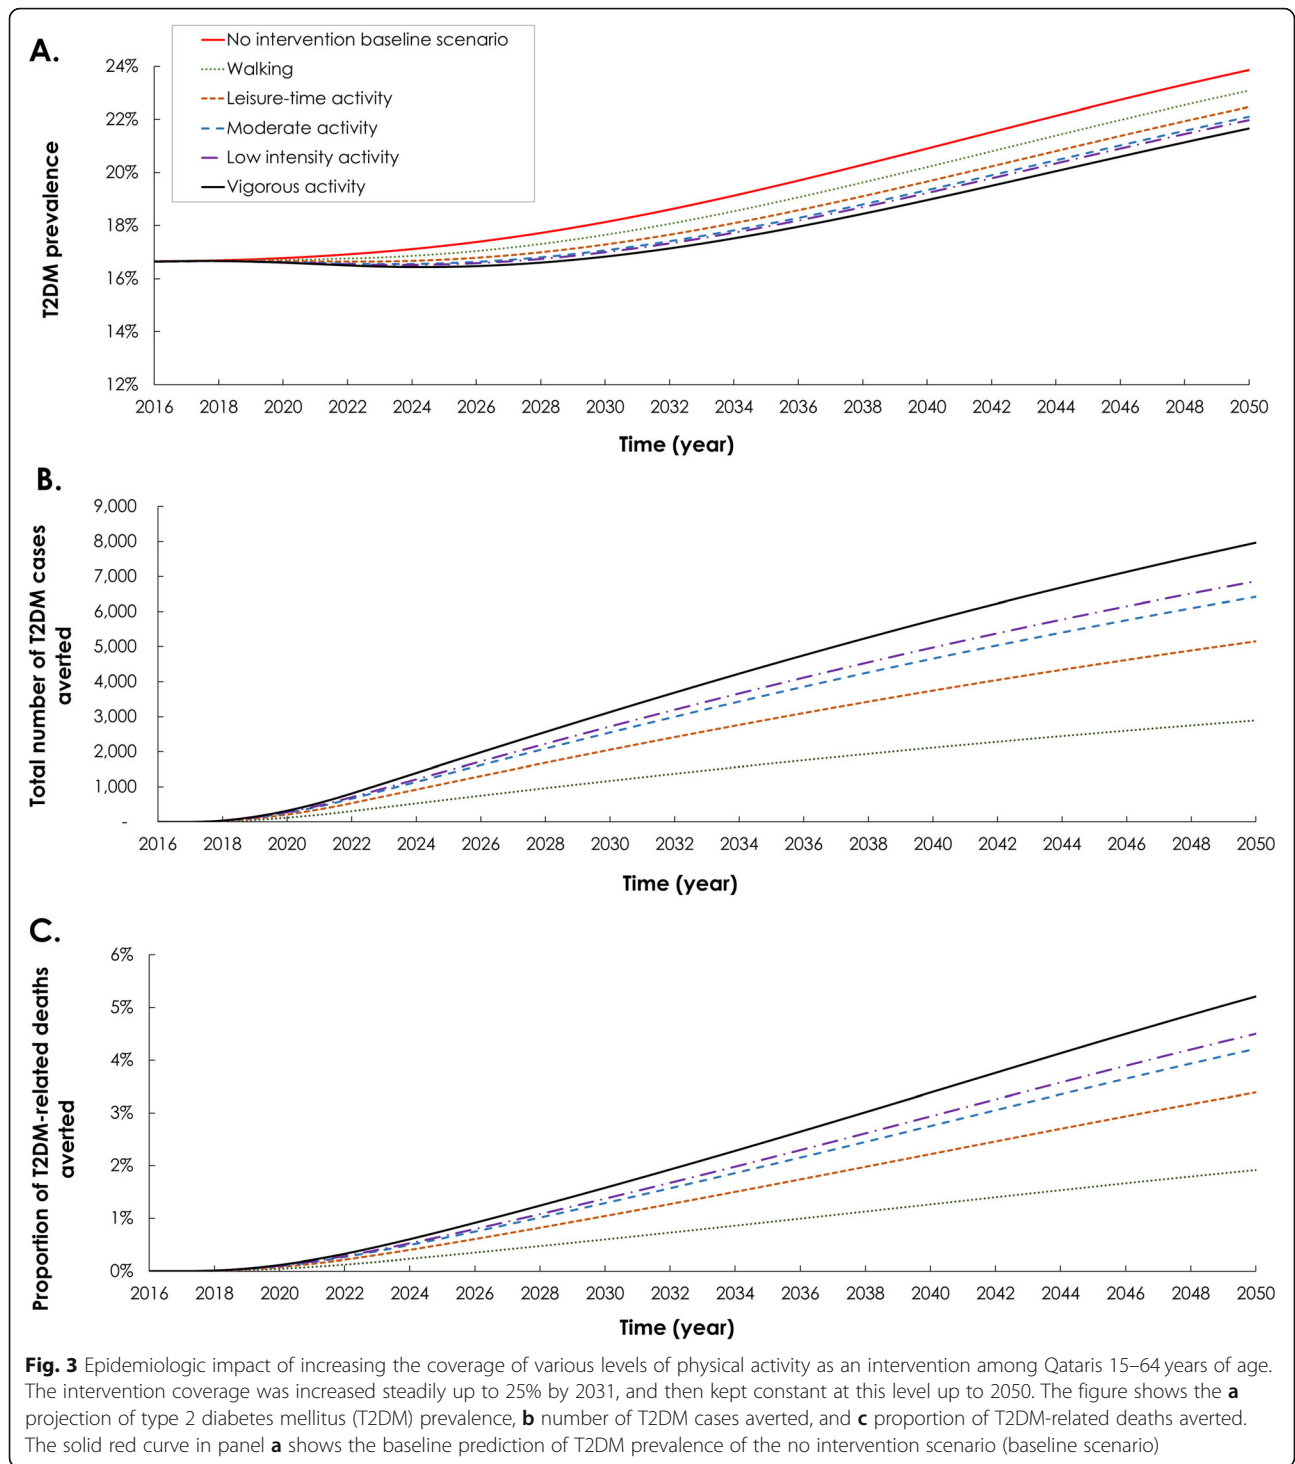 A.
No intervention baseline scenario
Walking
Leisure-time activity
Moderate activity
Low intensity activity
Vigorous activity
T2DM prevalence
24%
22%
20%
18%
16%
14%
12%
2016 2018 2020 2022 2024 2026 2028 2030 2032 2034 2036 2038 2040 2042 2044 2046 2048 2050
Time (year)
B.
Total number of T2DM cases
averted
9,000
8,000
7,000
6,000
5,000
4,000
3,000
2,000
1,000
-
2016 2018 2020 2022 2024 2026 2028 2030 2032 2034 2036 2038 2040 2042 2044 2046 2048 2050
Time (year)
C.
Proportion of T2DM-related deaths
averted
6%
5%
4%
3%
2%
1%
0%
2016 2018 2020 2022 2024 2026 2028 2030 2032 2034 2036 2038 2040 2042 2044 2046 2048 2050
Time (year)
Fig. 3 Epidemiologic impact of increasing the coverage of various levels of physical activity as an intervention among Qataris 15–64 years of age.
The intervention coverage was increased steadily up to 25% by 2031, and then kept constant at this level up to 2050. The figure shows the a
projection of type 2 diabetes mellitus (T2DM) prevalence, b number of T2DM cases averted, and c proportion of T2DM-related deaths averted.
The solid red curve in panel a shows the baseline prediction of T2DM prevalence of the no intervention scenario (baseline scenario)